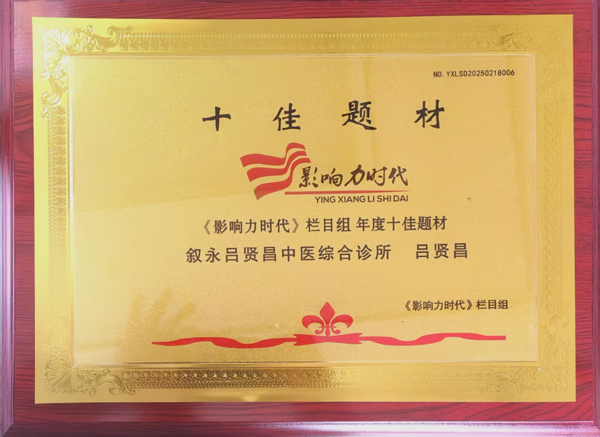 NO. YXLSD20250218006
十佳题材
影响力时代
YING XIANG LI SHI DAI
《影响力时代》栏目组 年度十佳题材
叙永吕贤昌中医综合诊所 吕贤昌
《影响力时代》栏目组